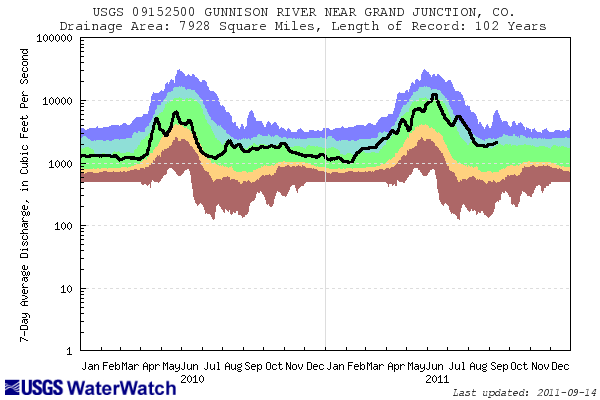 USGS 09152500 GUNNISON RIVER NEAR GRAND JUNCTION, CO.
Drainage Area: 7928 Square Miles, Length of Record: 102 Years
7-Day Average Discharge, in Cubic Feet Per Second
100000
10000
1000
100
10
1
Jan Feb Mar Apr May Jun Jul Aug Sep Oct Nov Dec Jan Feb Mar Apr May Jun Jul Aug Sep Oct Nov Dec
2010 2011
USGS WaterWatch
Last updated: 2011-09-14